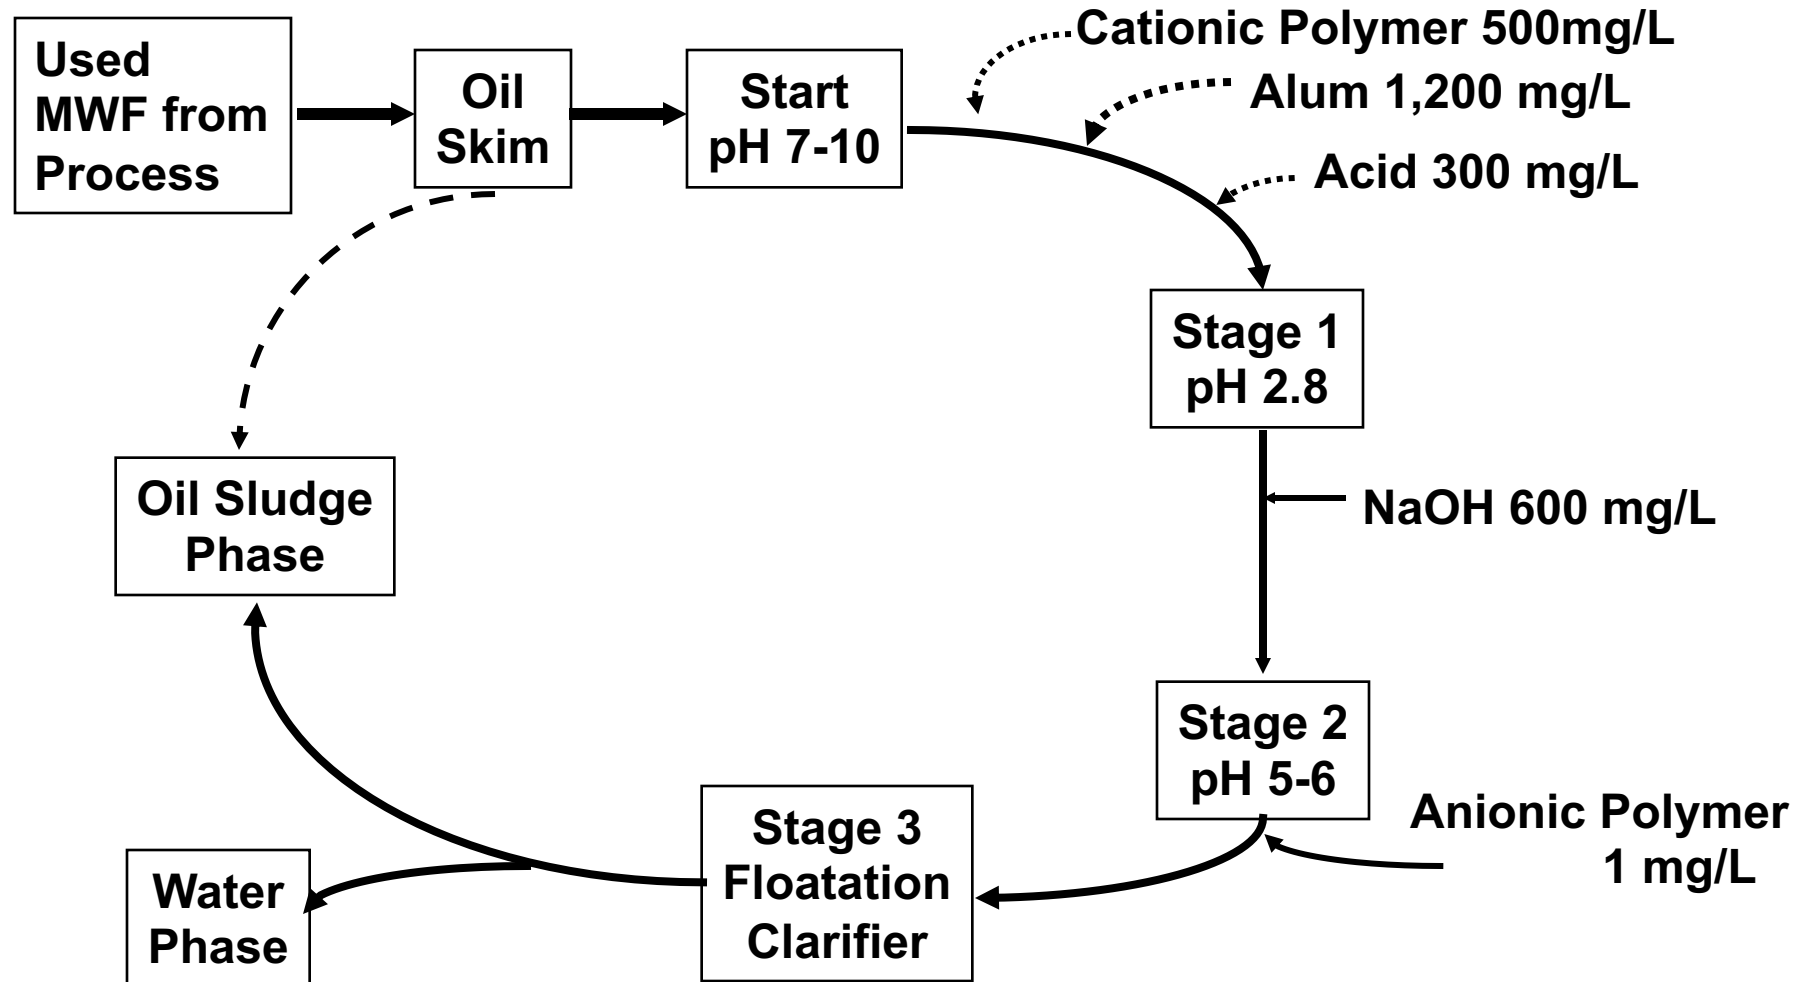 Used
MWF from
Process
Oil
Skim
Start
pH 7-10
Cationic Polymer 500mg/L
Alum 1,200 mg/L
Acid 300 mg/L
Stage 1
pH 2.8
NaOH 600 mg/L
Stage 2
pH 5-6
Anionic Polymer
1 mg/L
Stage 3
Floatation
Clarifier
Oil Sludge
Phase
Water
Phase